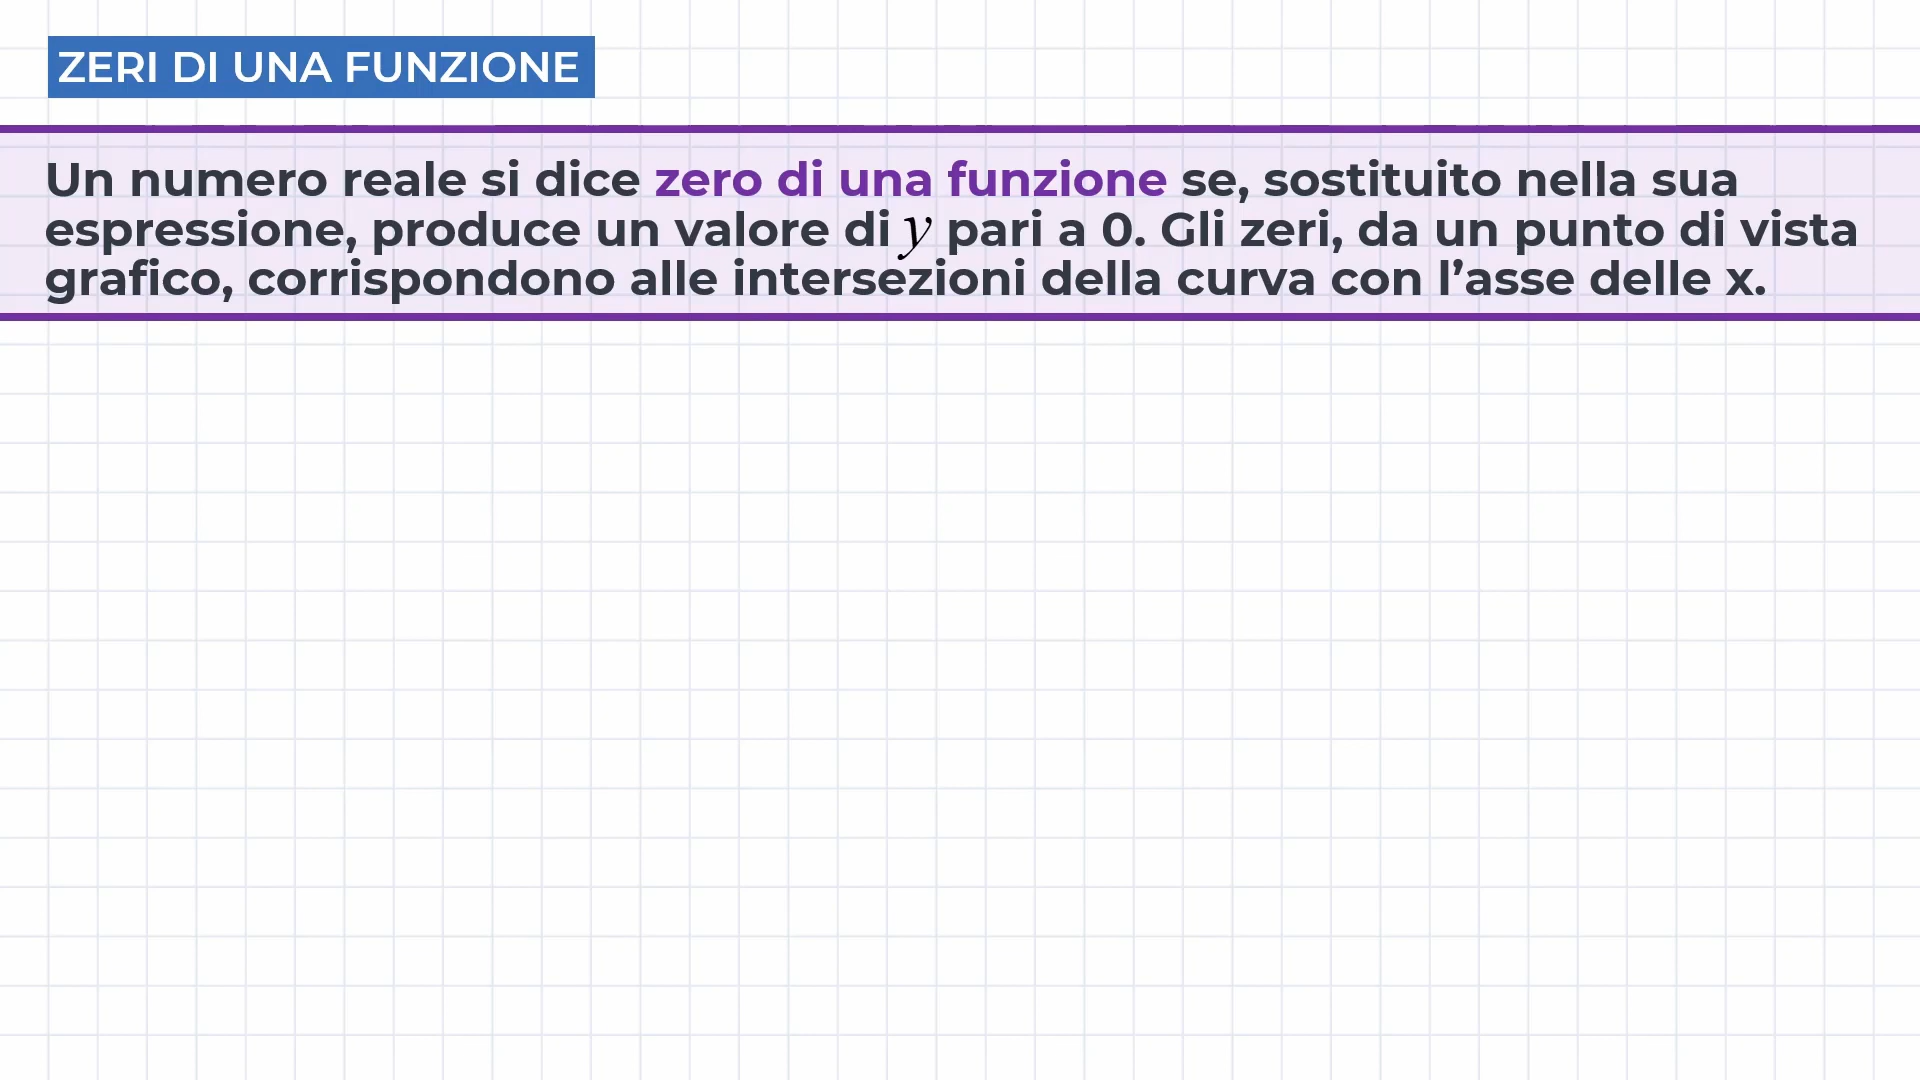 ZERI DI UNA FUNZIONE
Un numero reale si dice zero di una funzione se, sostituito nella sua
espressione, produce un valore di y pari a 0. Gli zeri, da un punto di vista
grafico, corrispondono alle intersezioni della curva con l’asse delle x.